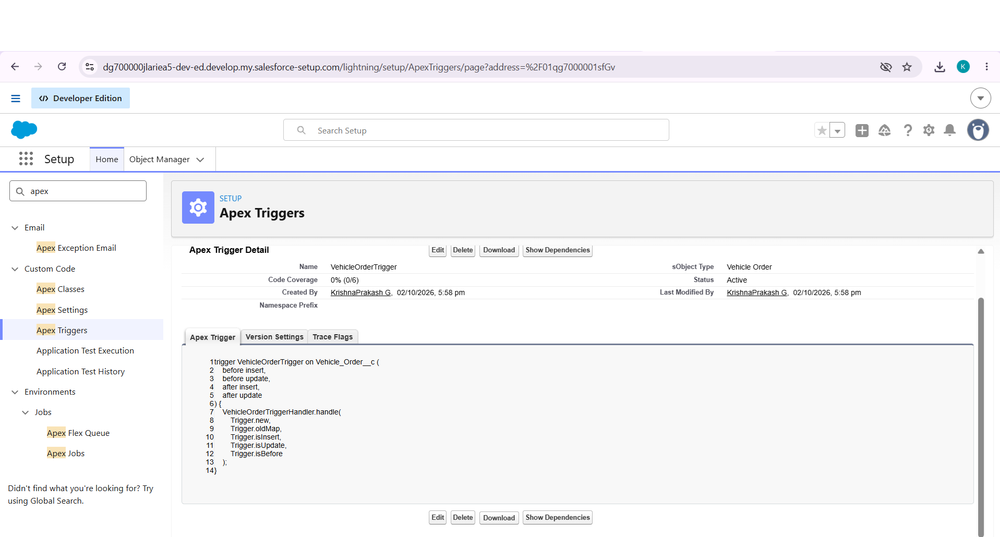 dg700000jlariea5-dev-ed.develop.my.salesforce-setup.com/lightning/setup/ApexTriggers/page?address=%2F01qg7000001sfGv
K
Developer Edition
Search Setup
Setup
Home
Object Manager
apex
Email
Apex Exception Email
Custom Code
Apex Classes
Apex Settings
Apex Triggers
Application Test Execution
Application Test History
Environments
Jobs
Apex Flex Queue
Apex Jobs
Didn't find what you're looking for? Try
using Global Search.
SETUP
Apex Triggers
Apex Trigger Detail
Edit Delete Download Show Dependencies
Name VehicleOrderTrigger sObject Type Vehicle Order
Code Coverage 0% (0/6) Status Active
Created By KrishnaPrakash G, 02/10/2026, 5:58 pm Last Modified By KrishnaPrakash G, 02/10/2026, 5:58 pm
Namespace Prefix
Apex Trigger Version Settings Trace Flags
1 trigger VehicleOrderTrigger on Vehicle_Order__c (
2 before insert,
3 before update,
4 after insert,
5 after update
6 ) {
7 VehicleOrderTriggerHandler.handle(
8 Trigger.new,
9 Trigger.oldMap,
10 Trigger.isInsert,
11 Trigger.isUpdate,
12 Trigger.isBefore
13 );
14 }
Edit Delete Download Show Dependencies